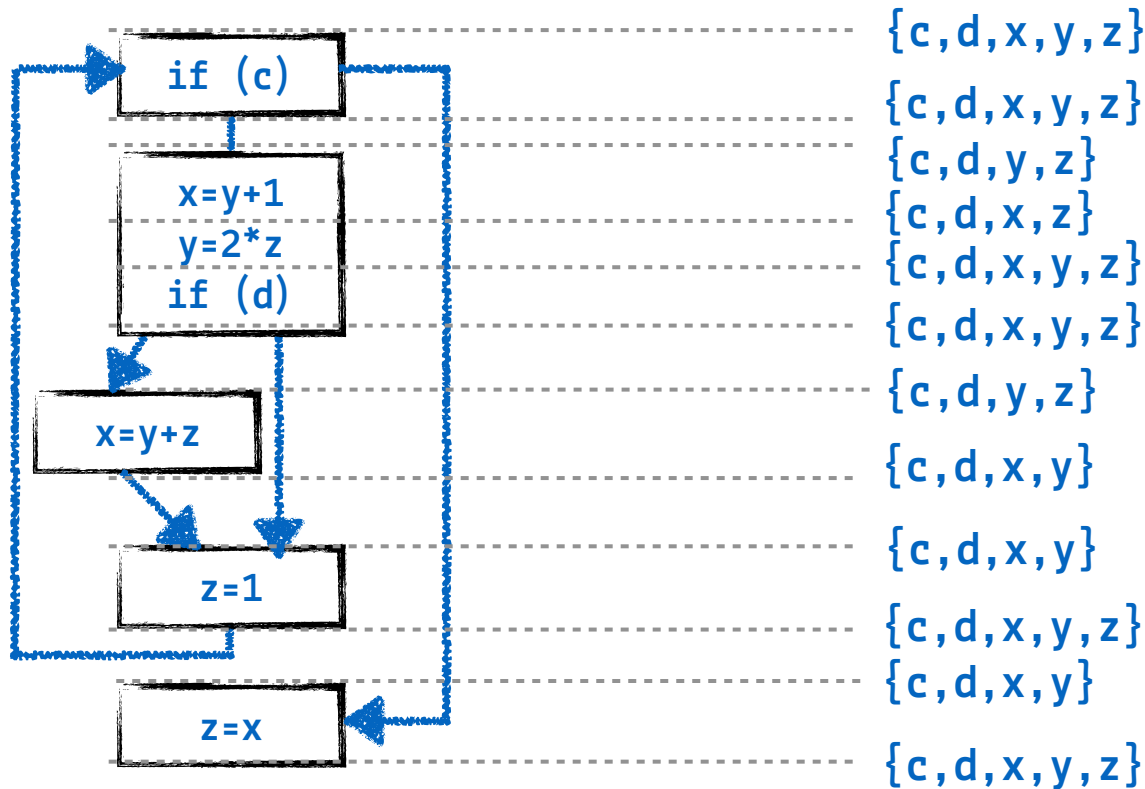 {c,d,x,y,z}
if (c)
{c,d,x,y,z}
{c,d,y,z}
x=y+1
{c,d,x,z}
y=2*z
{c,d,x,y,z}
if (d)
{c,d,x,y,z}
{c,d,y,z}
x=y+z
{c,d,x,y}
{c,d,x,y}
z=1
{c,d,x,y,z}
{c,d,x,y}
z=x
{c,d,x,y,z}